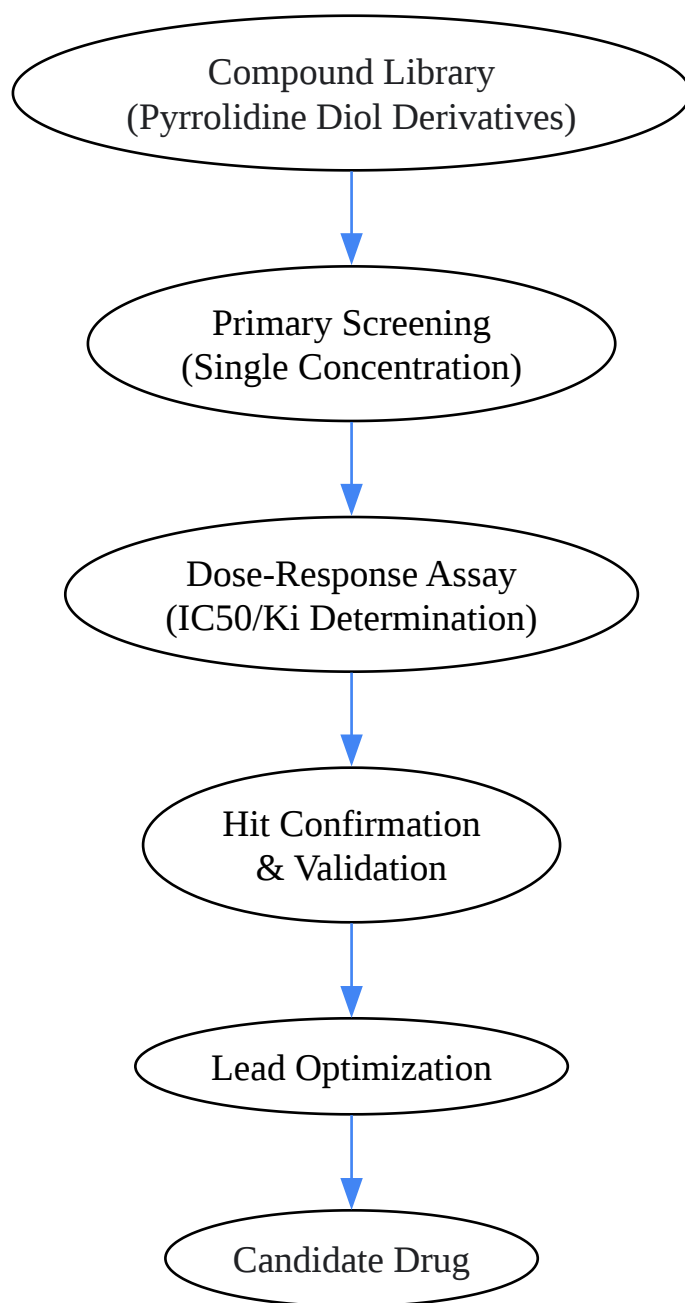 Compound Library
(Pyrrolidine Diol Derivatives)
Primary Screening
(Single Concentration)
Dose-Response Assay
(IC50/Ki Determination)
Hit Confirmation
& Validation
Lead Optimization
Candidate Drug